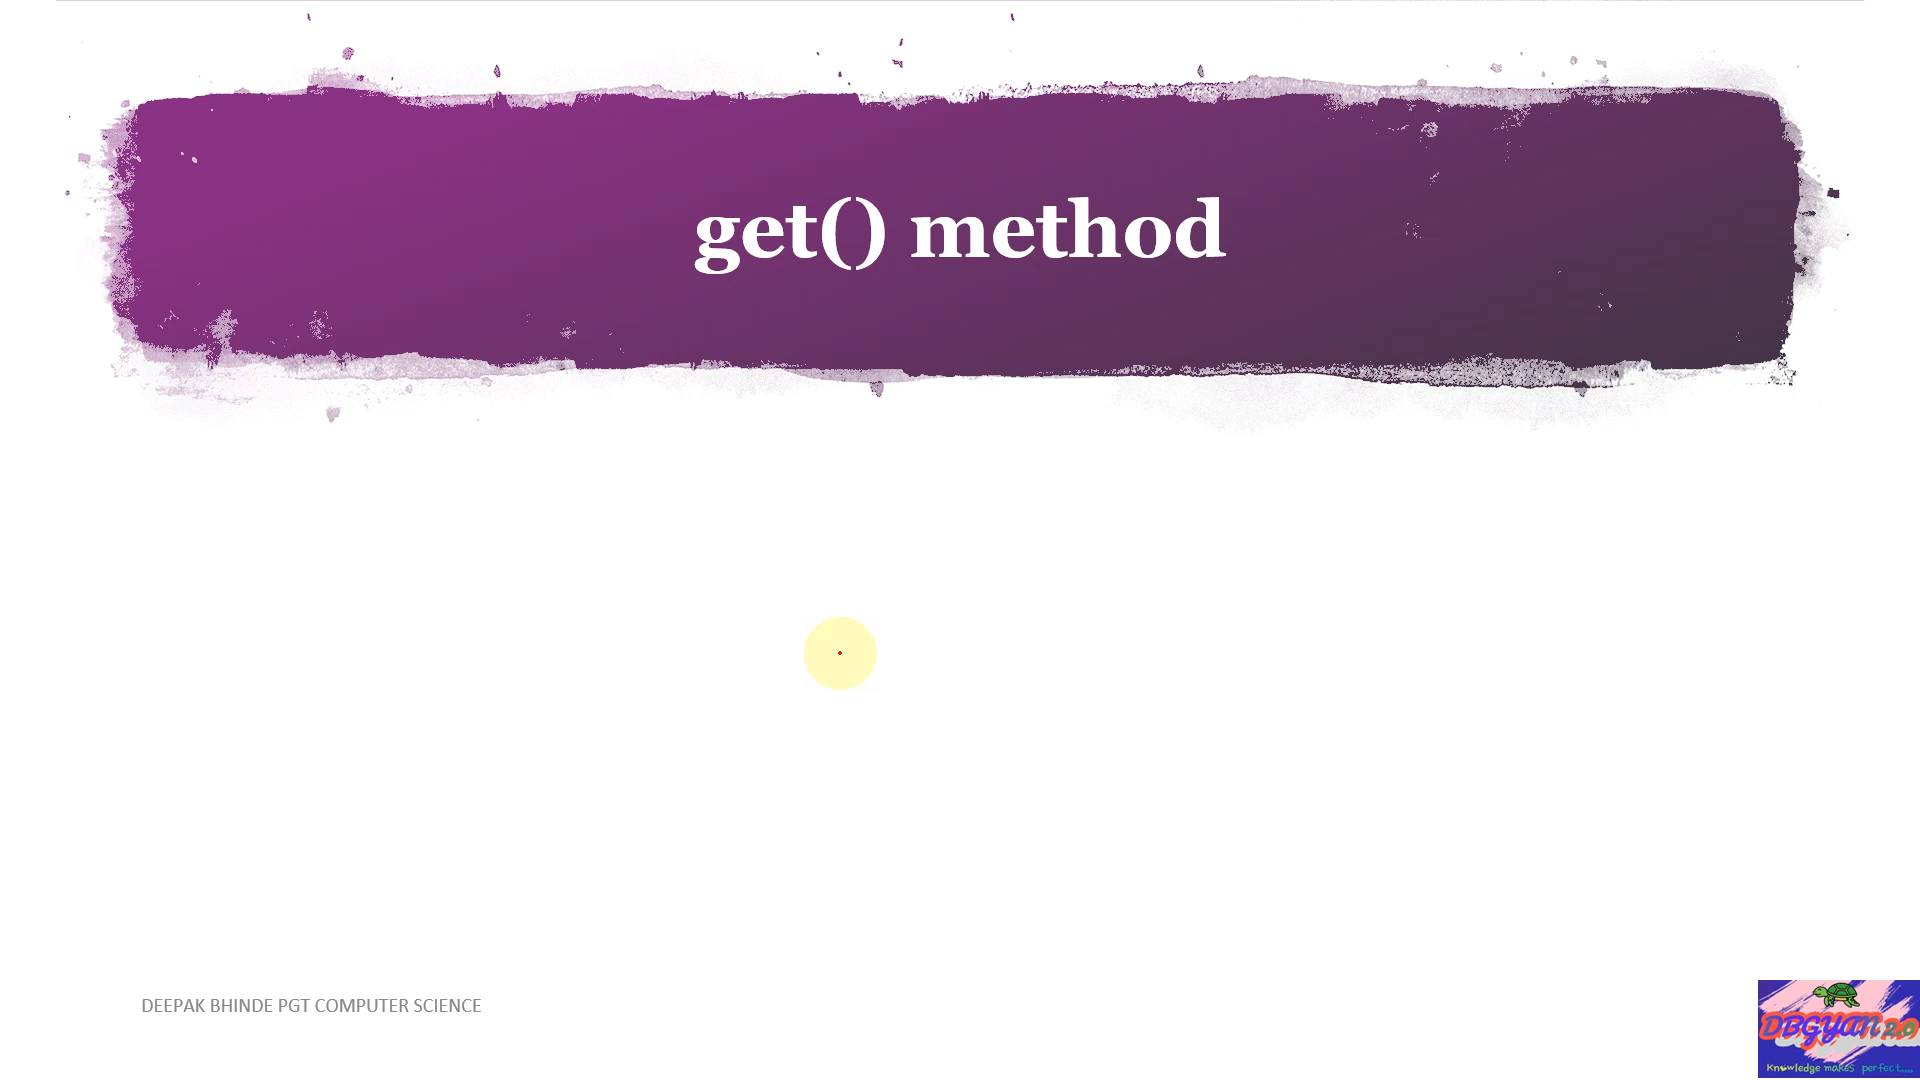 get() method
DEEPAK BHINDE PGT COMPUTER SCIENCE
DBGYAN 2.0
Knowledge makes perfect....